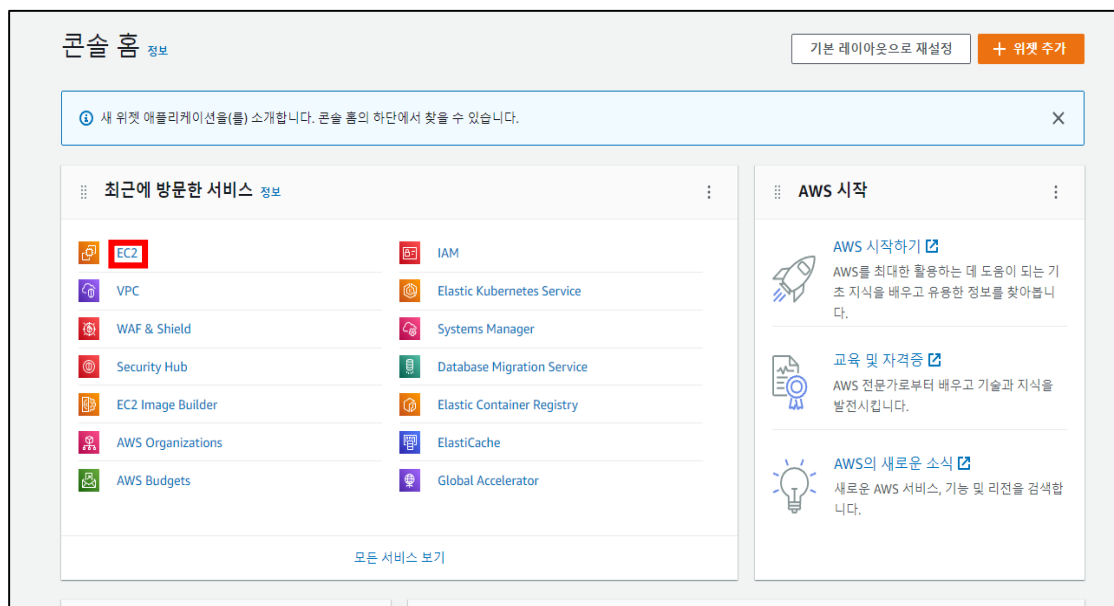 콘솔 홈 정보
기본 레이아웃으로 재설정
+ 위젯 추가
새 위젯 애플리케이션을(를) 소개합니다. 콘솔 홈의 하단에서 찾을 수 있습니다.
최근에 방문한 서비스 정보
EC2
VPC
WAF & Shield
Security Hub
EC2 Image Builder
AWS Organizations
AWS Budgets
IAM
Elastic Kubernetes Service
Systems Manager
Database Migration Service
Elastic Container Registry
ElastiCache
Global Accelerator
모든 서비스 보기
AWS 시작
AWS 시작하기
AWS를 최대한 활용하는 데 도움이 되는 기
초 지식을 배우고 유용한 정보를 찾아봅니
다.
교육 및 자격증
AWS 전문가로부터 배우고 기술과 지식을
발전시킵니다.
AWS의 새로운 소식
새로운 AWS 서비스, 기능 및 리전을 검색합
니다.